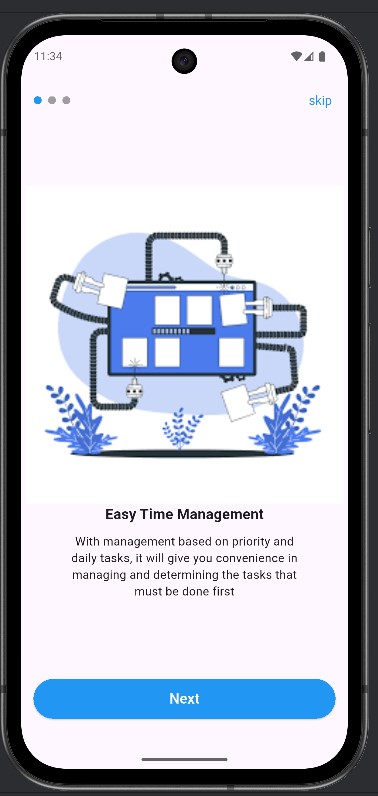 11:34
skip
Easy Time Management
With management based on priority and
daily tasks, it will give you convenience in
managing and determining the tasks that
must be done first
Next